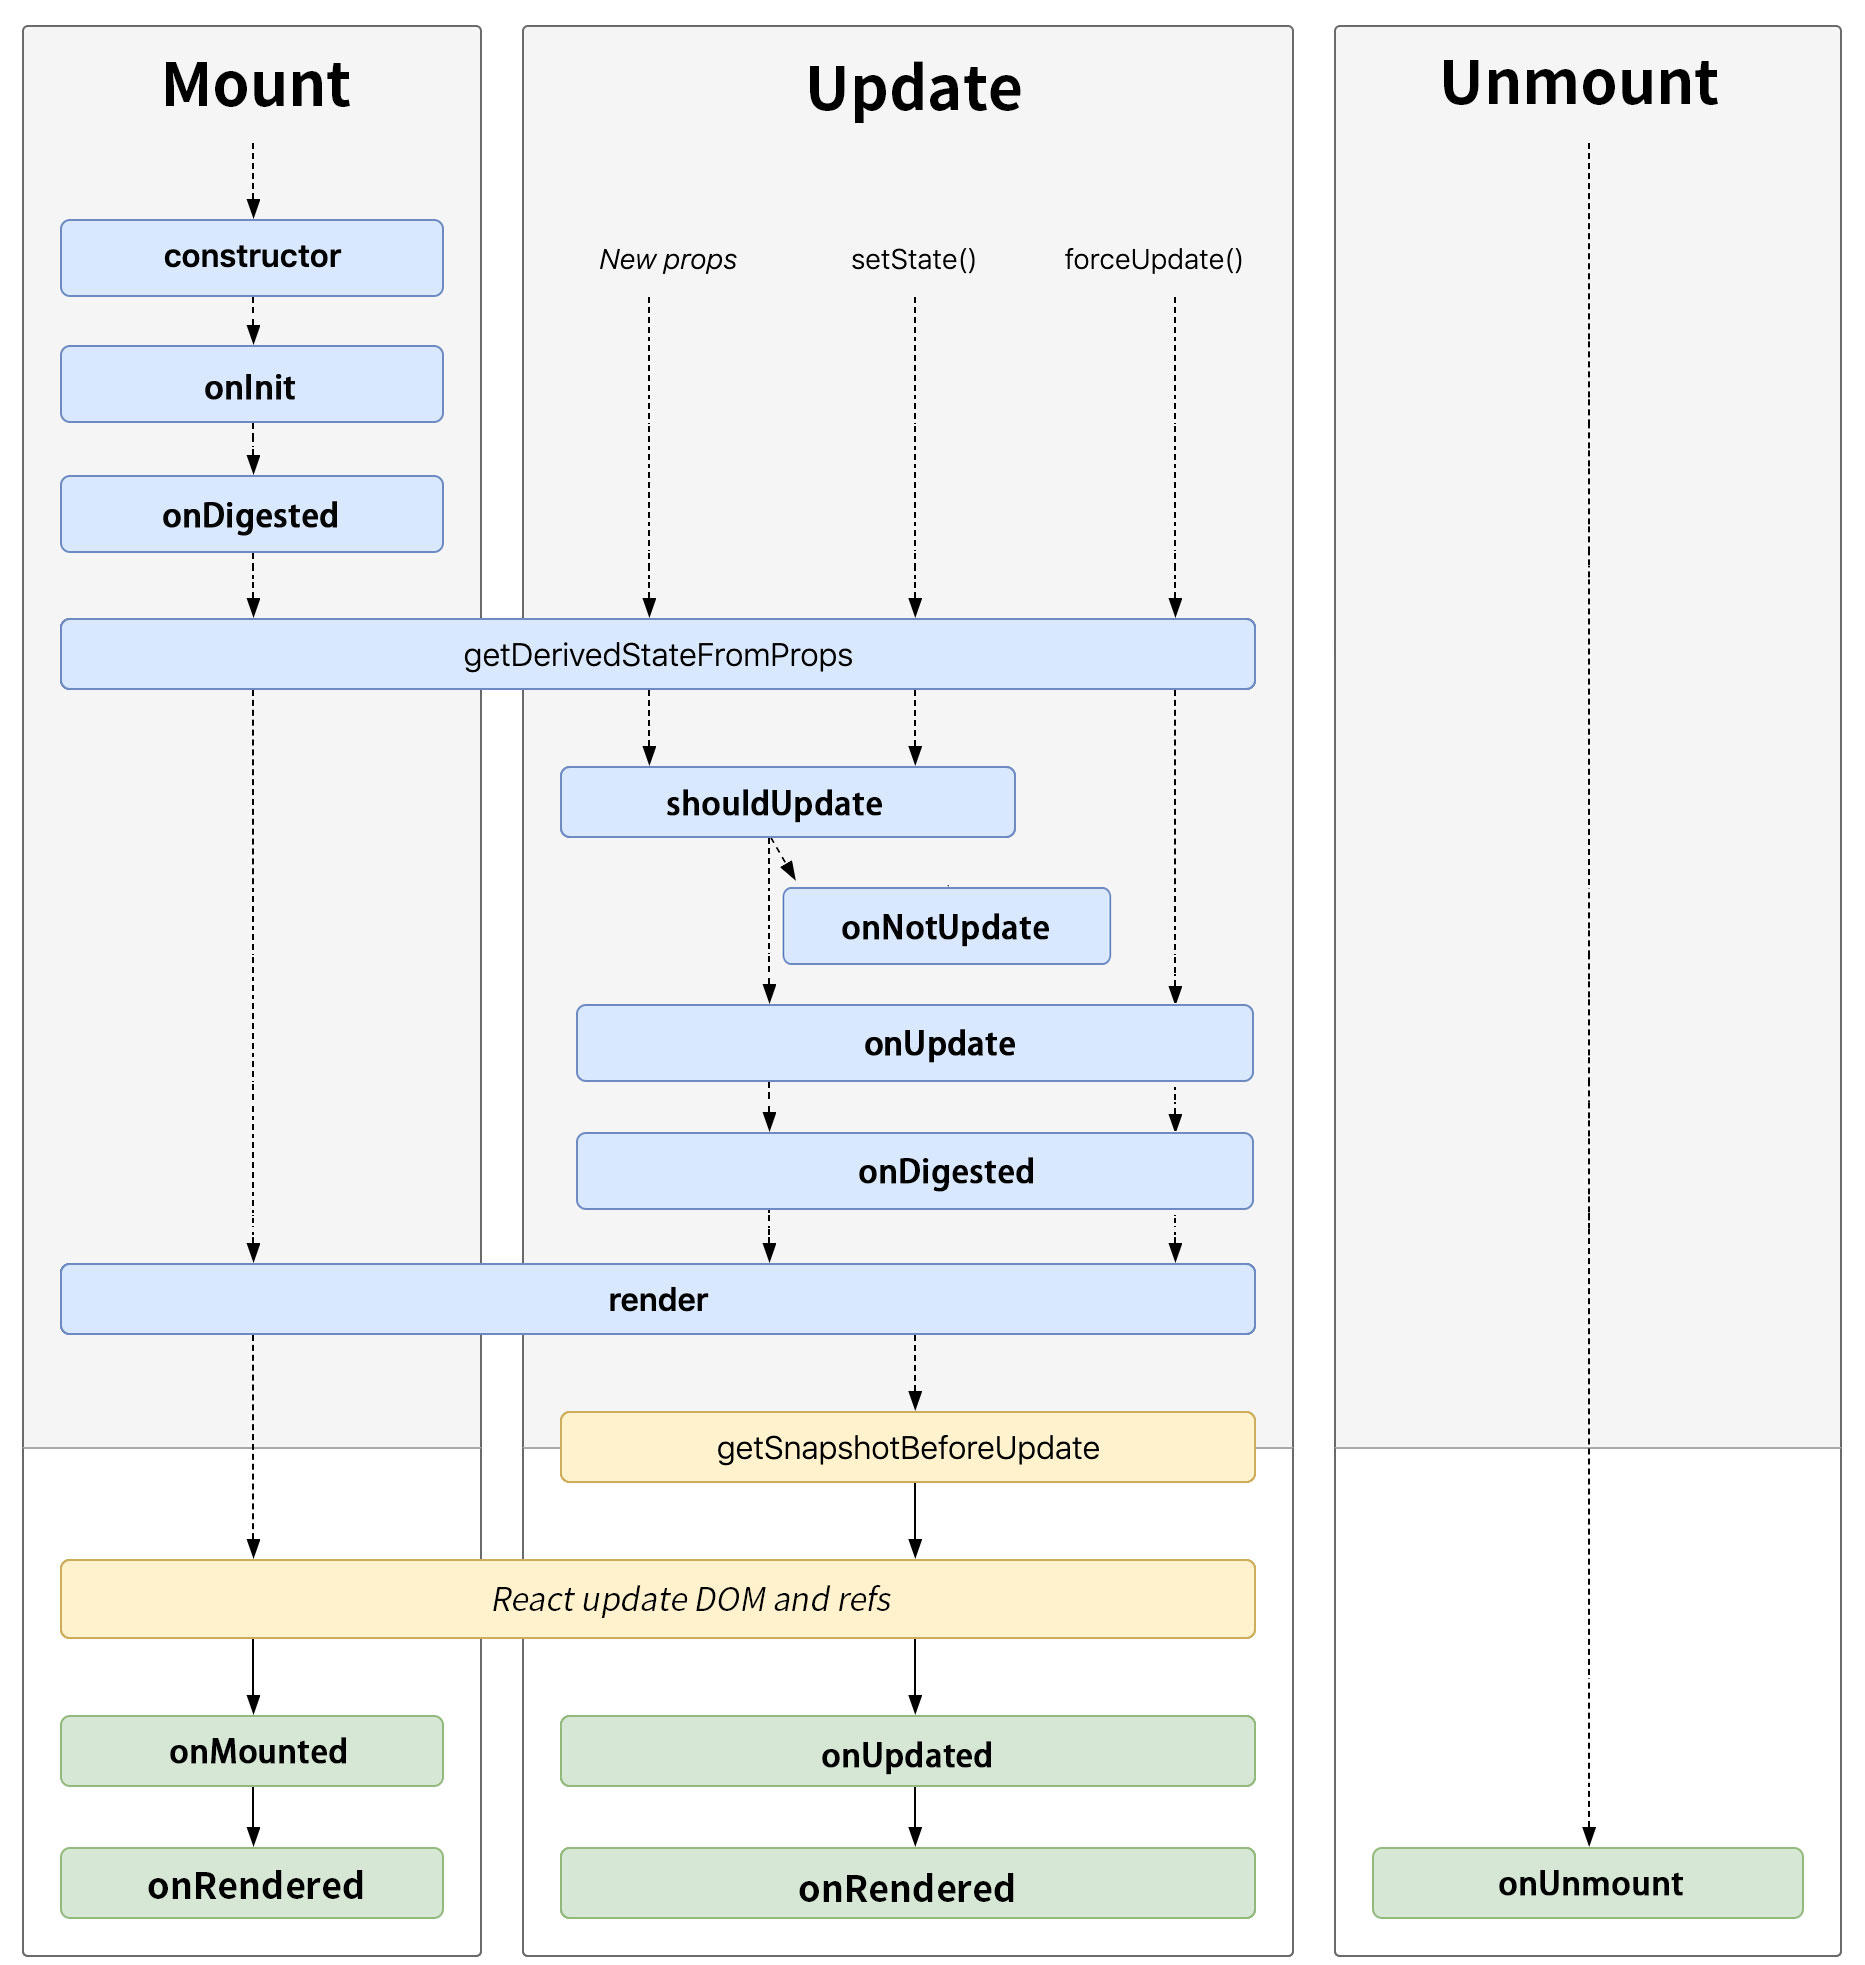 Mount
Update
Unmount
constructor
New props
setState()
forceUpdate()
onInit
onDigested
getDerivedStateFromProps
shouldUpdate
onNotUpdate
onUpdate
onDigested
render
getSnapshotBeforeUpdate
React update DOM and refs
onMounted
onUpdated
onRendered
onRendered
onUnmount